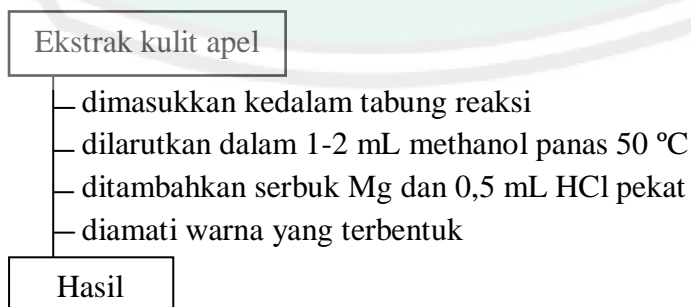 Ekstrak kulit apel
dimasukkan kedalam tabung reaksi
dilarutkan dalam 1-2 mL methanol panas 50 ºC
ditambahkan serbuk Mg dan 0,5 mL HCl pekat
diamati warna yang terbentuk
Hasil